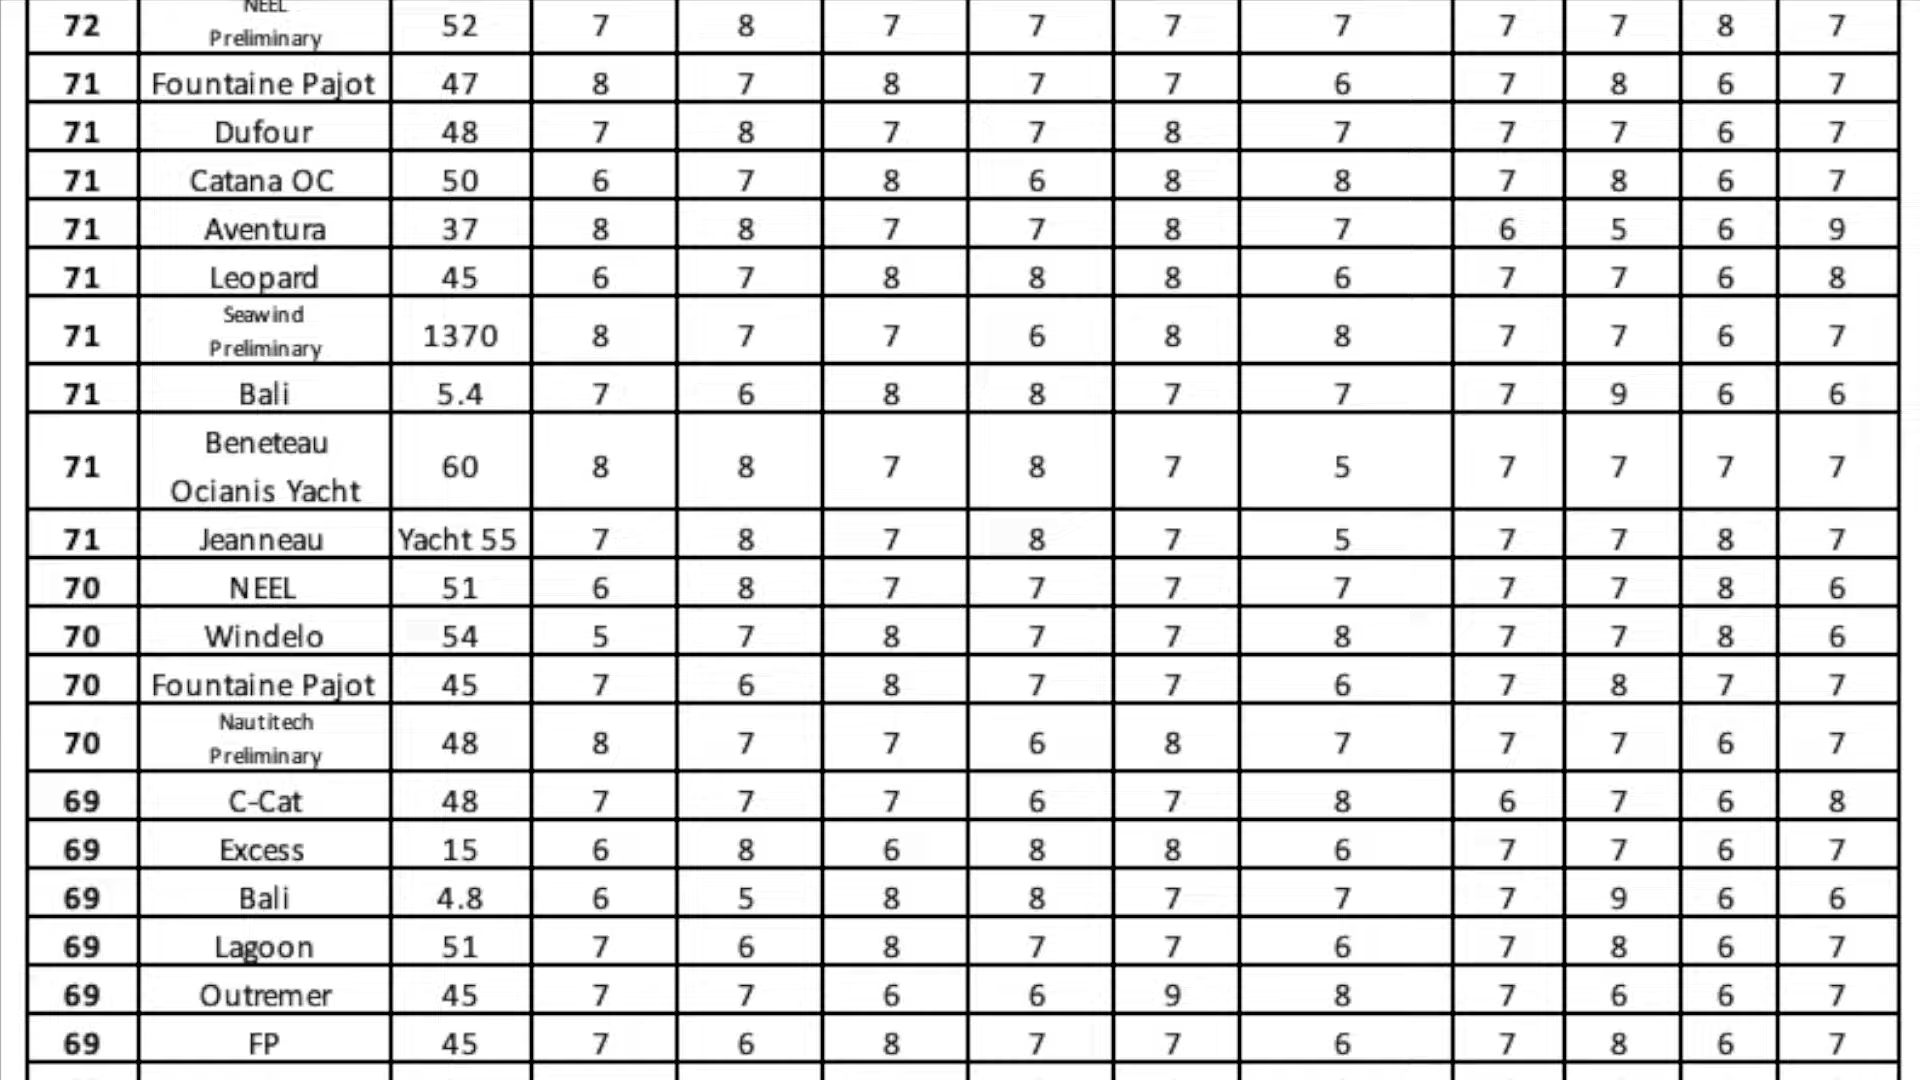 NEEL
72 Preliminary 52 7 8 7 7 7 7 7 7 8 7
71 Fountaine Pajot 47 8 7 8 7 7 6 7 8 6 7
71 Dufour 48 7 8 7 7 8 7 7 7 6 7
71 Catana OC 50 6 7 8 6 8 8 7 8 6 7
71 Aventura 37 8 8 7 7 8 7 6 5 6 9
71 Leopard 45 6 7 8 8 8 6 7 7 6 8
Seawind
71 Preliminary 1370 8 7 7 6 8 8 7 7 6 7
71 Bali 5.4 7 6 8 8 7 7 7 9 6 6
Beneteau
71 Ocianis Yacht 60 8 8 7 8 7 5 7 7 7 7
71 Jeanneau Yacht 55 7 8 7 8 7 5 7 7 8 7
70 NEEL 51 6 8 7 7 7 7 7 7 8 6
70 Windelo 54 5 7 8 7 7 8 7 7 8 6
70 Fountaine Pajot 45 7 6 8 7 7 6 7 8 7 7
Nautitech
70 Preliminary 48 8 7 7 6 8 7 7 7 6 7
69 C-Cat 48 7 7 7 6 7 8 6 7 6 8
69 Excess 15 6 8 6 8 8 6 7 7 6 7
69 Bali 4.8 6 5 8 8 7 7 7 9 6 6
69 Lagoon 51 7 6 8 7 7 6 7 8 6 7
69 Outremer 45 7 7 6 6 9 8 7 6 6 7
69 FP 45 7 6 8 7 7 6 7 8 6 7